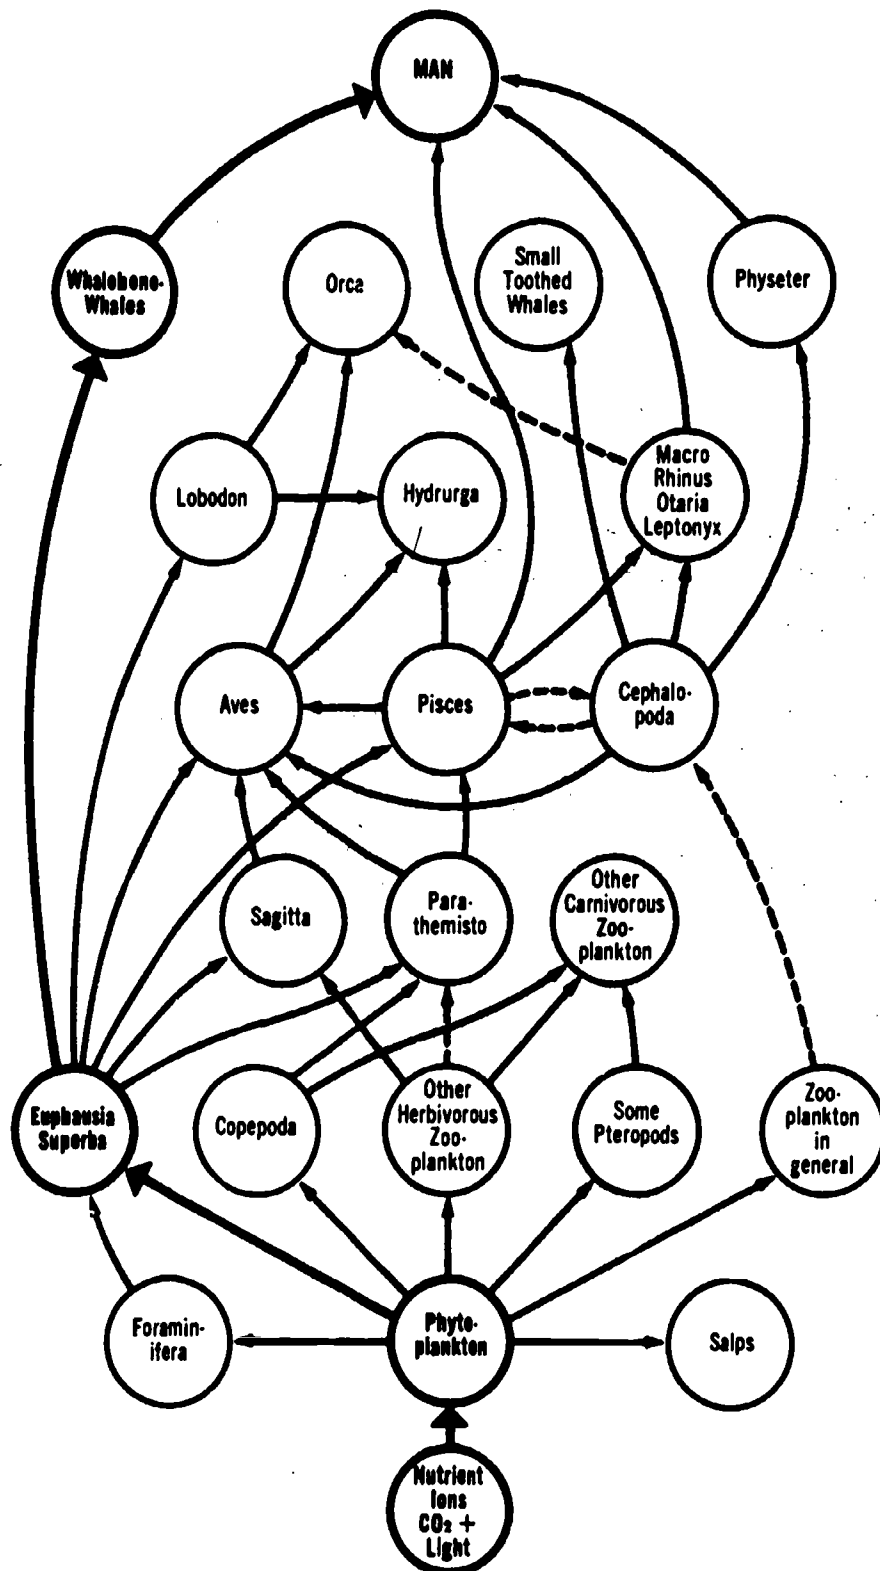 MAN
Whalebone-
Whales
Orca
Small
Toothed
Whales
Physeter
Lobodon
Hydrurga
Macro
Rhinus
Otaria
Leptonyx
Aves
Pisces
Cephalo-
poda
Sagitta
Para-
themisto
Other
Carnivorous
Zoo-
plankton
Euphausia
Superba
Copepoda
Other
Herbivorous
Zoo-
plankton
Some
Pteropods
Zoo-
plankton
in
general
Foramin-
ifera
Phyto-
plankton
Salps
Nutrient
Ions
CO₂ +
Light